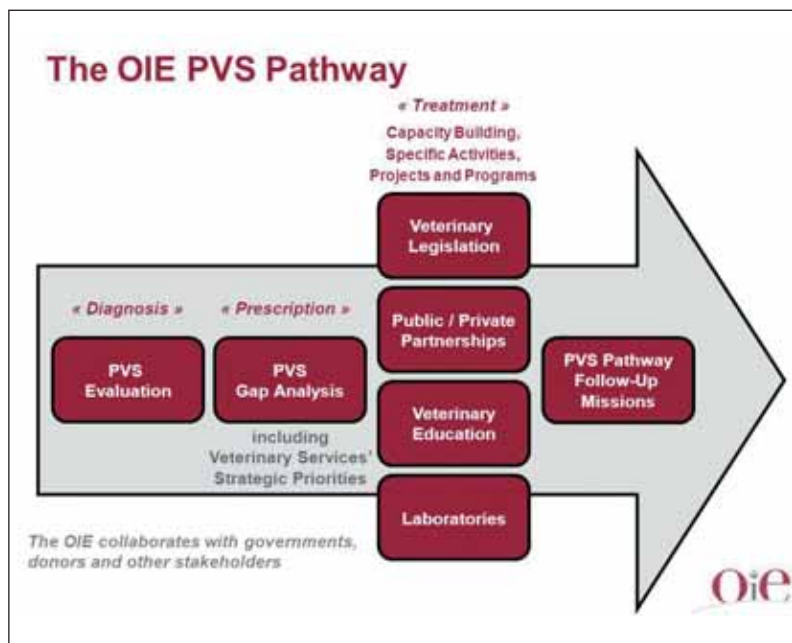 The OIE PVS Pathway
« Treatment »
Capacity Building,
Specific Activities,
Projects and Programs
Veterinary
Legislation
« Diagnosis »
« Prescription »
Public / Private
Partnerships
PVS
Evaluation
PVS
Gap Analysis
PVS Pathway
Follow-Up
Missions
including
Veterinary Services'
Strategic Priorities
Veterinary
Education
Laboratories
The OIE collaborates with governments,
donors and other stakeholders
OiE